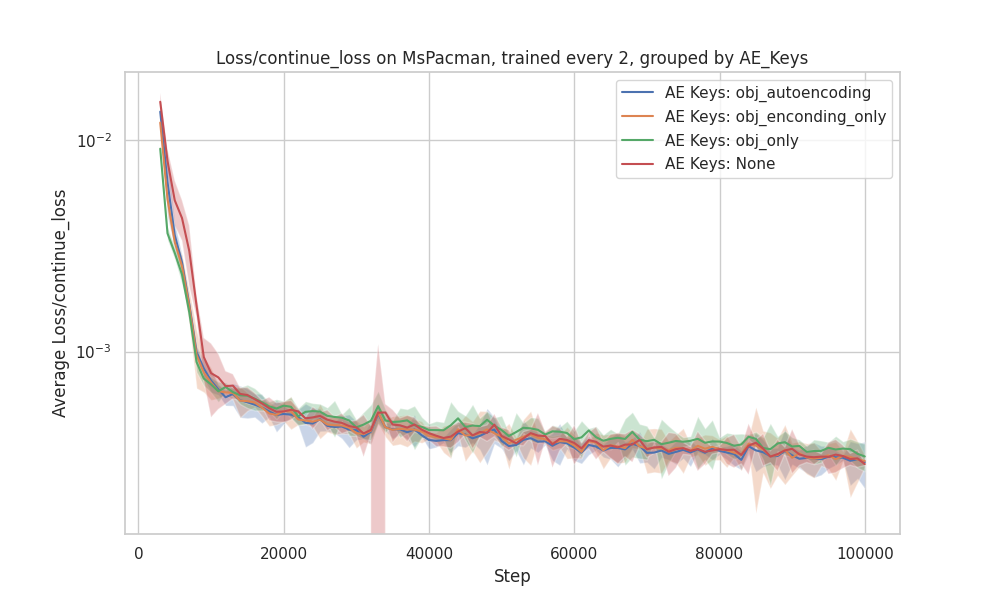 Loss/continue_loss on MsPacman, trained every 2, grouped by AE_Keys
AE Keys: obj_autoencoding
AE Keys: obj_enconding_only
AE Keys: obj_only
AE Keys: None
Average Loss/continue_loss
10⁻²
10⁻³
0 20000 40000 60000 80000 100000
Step